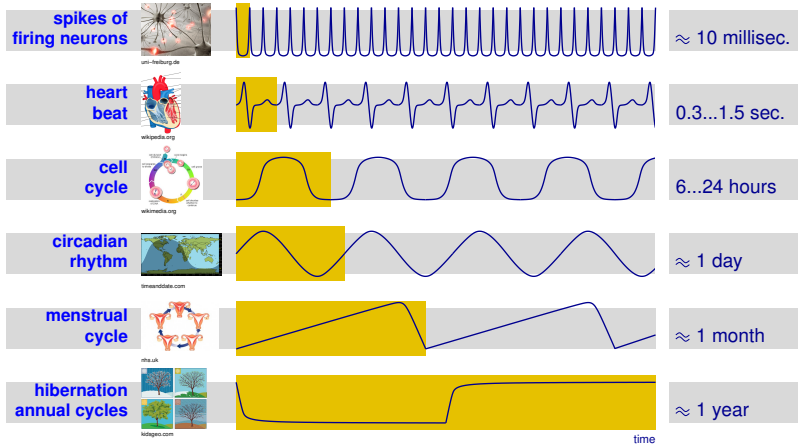 spikes of
firing neurons
uni−freiburg.de
≈ 10 millisec.
heart
beat
wikipedia.org
0.3...1.5 sec.
cell
cycle
wikimedia.org
6...24 hours
circadian
rhythm
timeanddate.com
≈ 1 day
menstrual
cycle
nhs.uk
≈ 1 month
hibernation
annual cycles
kidsgeo.com
≈ 1 year
time